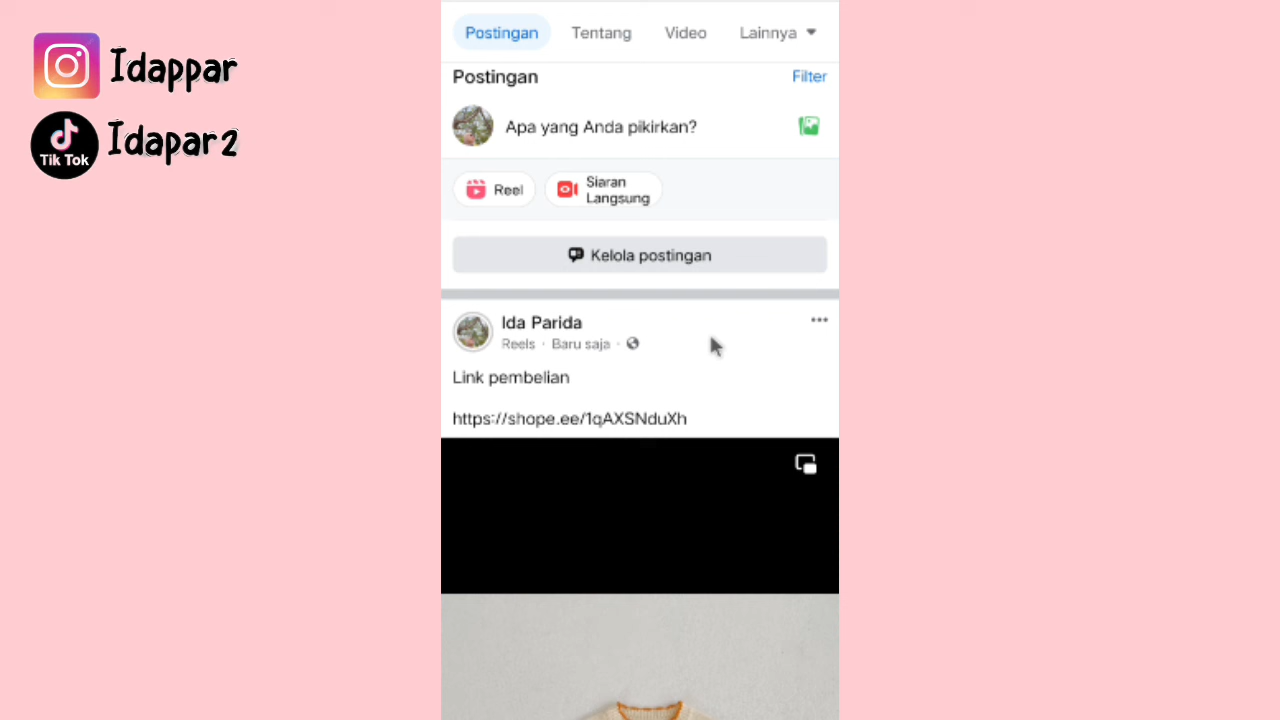 Idappar
Tik Tok
Idapar2
Postingan Tentang Video Lainnya
Postingan Filter
Apa yang Anda pikirkan?
Reel
Siaran
Langsung
Kelola postingan
Ida Parida
Reels · Baru saja ·
Link pembelian
https://shope.ee/1qAXSNduXh